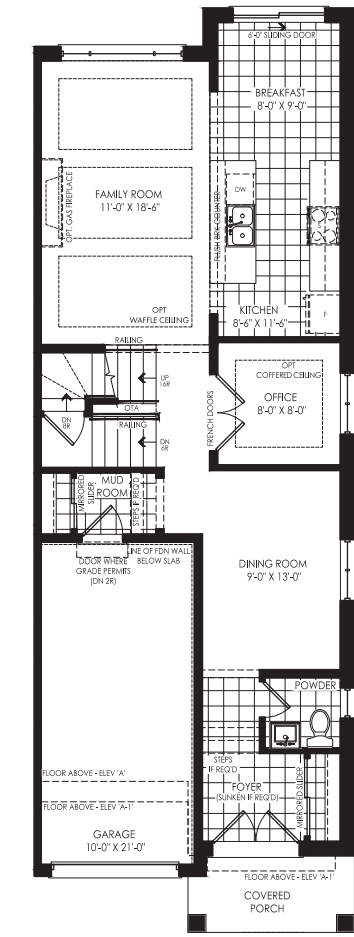 6'-0" SLIDING DOOR
BREAKFAST
8'-0" X 9'-0"
OPT. GAS FIREPLACE
FAMILY ROOM
11'-0" X 18'-6"
FLUSH BKF COUNTER
DW
OPT
WAFFLE CEILING
KITCHEN
8'-6" X 11'-6"
F
RAILING
UP
16R
OTA
RAILING
DN
8R
DN
6R
FRENCH DOORS
OPT
COFFERED CEILING
OFFICE
8'-0" X 8'-0"
MIRRORED
SLIDER
MUD
ROOM
STEPS IF REQ'D
DOOR WHERE
GRADE PERMITS
(DN 2R)
LINE OF FDN WALL
BELOW SLAB
DINING ROOM
9'-0" X 13'-0"
POWDER
STEPS
IF REQ'D
FOYER
(SUNKEN IF REQ'D)
MIRRORED SLIDER
FLOOR ABOVE - ELEV 'A'
FLOOR ABOVE - ELEV 'A-1'
GARAGE
10'-0" X 21'-0"
FLOOR ABOVE - ELEV 'A-1'
COVERED
PORCH